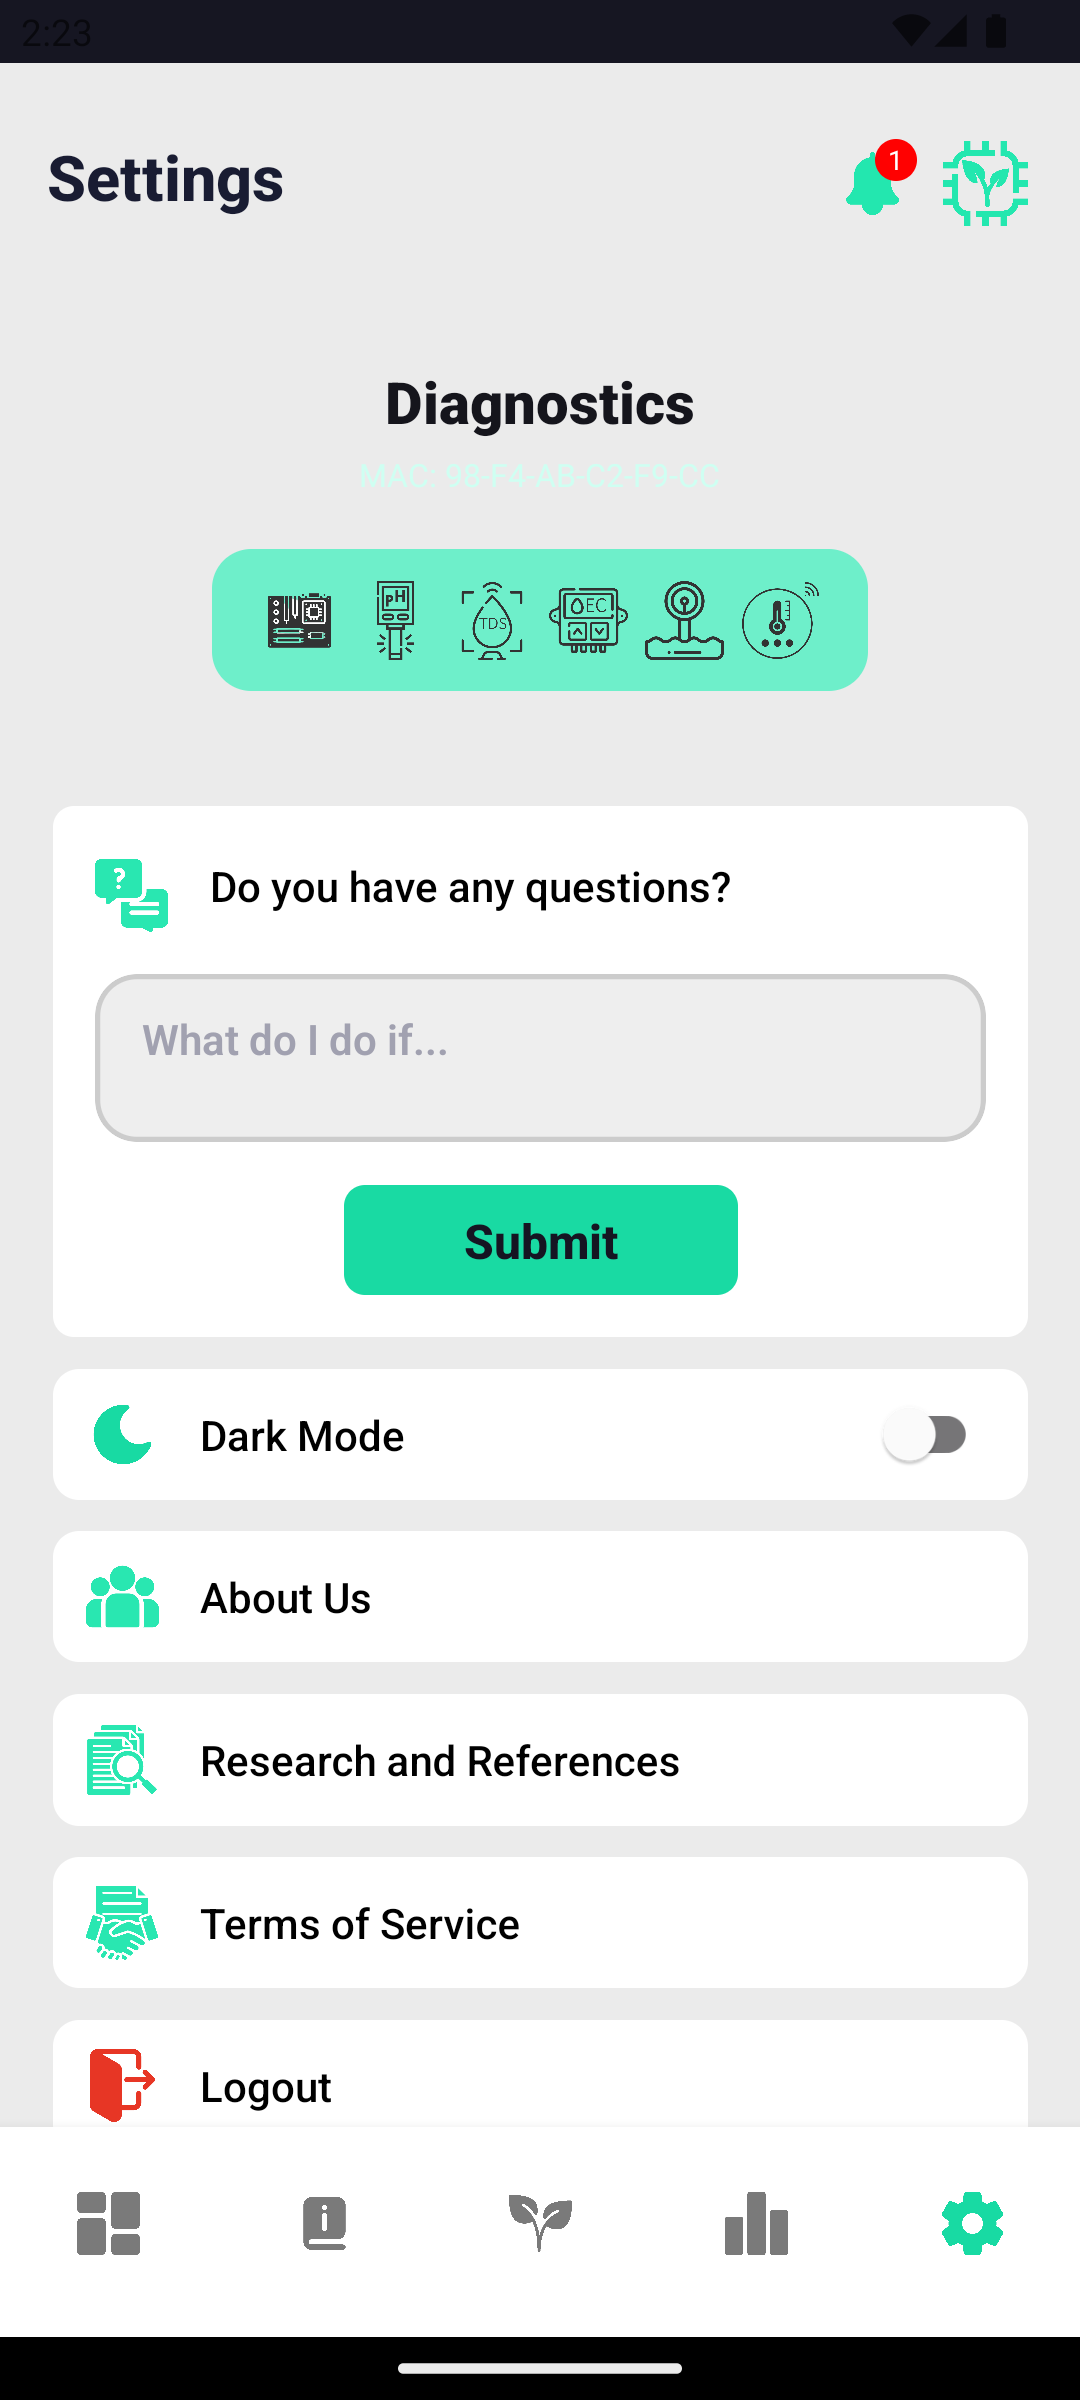 2:23
Settings
1
Diagnostics
MAC: 98-F4-AB-C2-F9-CC
pH
TDS
EC
Do you have any questions?
What do I do if...
Submit
Dark Mode
About Us
Research and References
Terms of Service
Logout